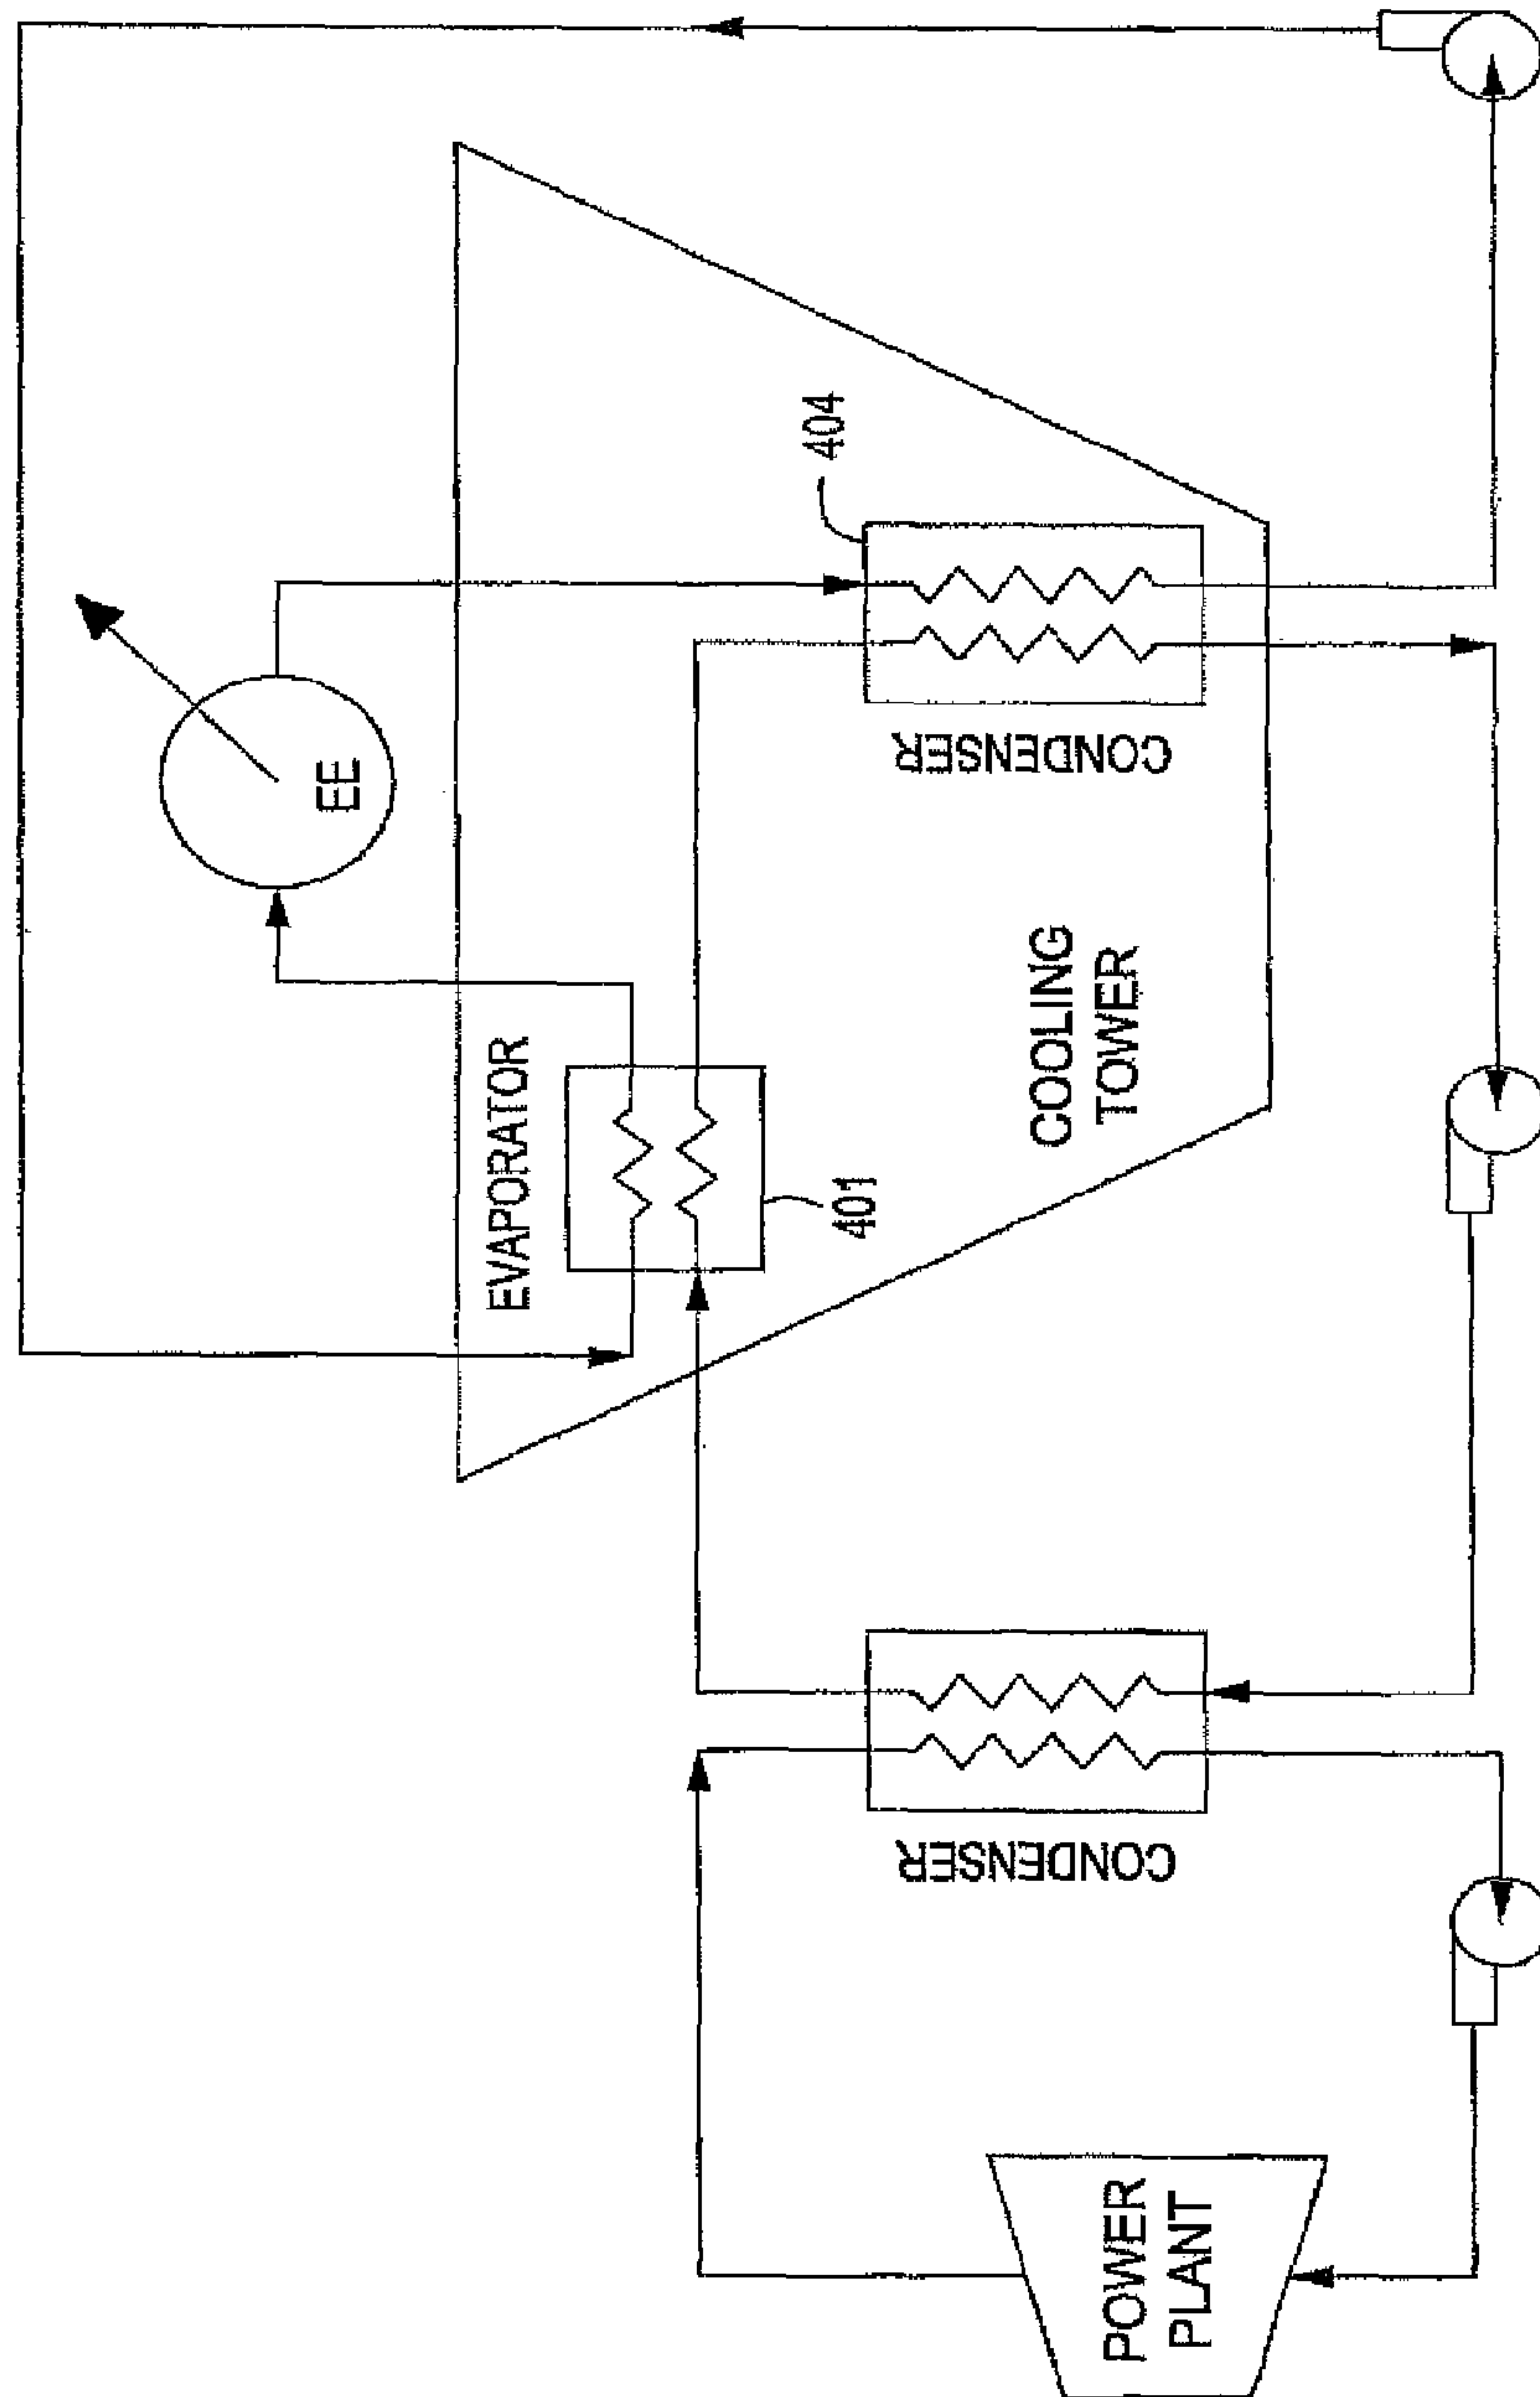 EE
EVAPORATOR
401
404
CONDENSER
COOLING
TOWER
CONDENSER
POWER
PLANT